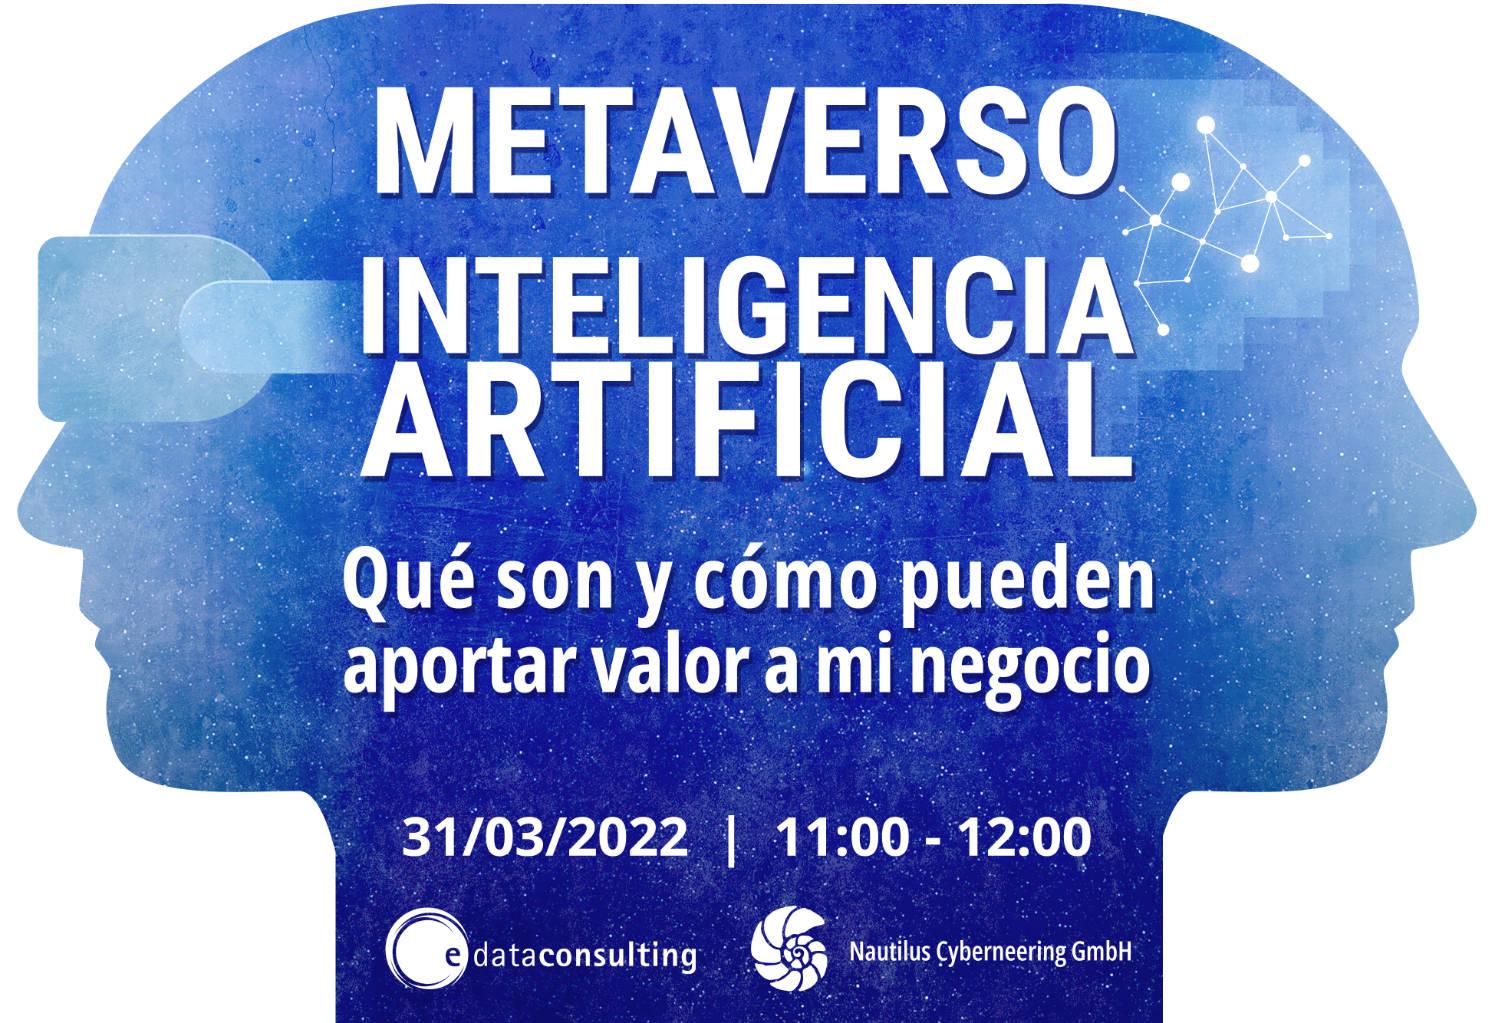 METAVERSO
INTELIGENCIA
ARTIFICIAL
Qué son y cómo pueden
aportar valor a mi negocio
31/03/2022 | 11:00 - 12:00
edataconsulting
Nautilus Cyberneering GmbH